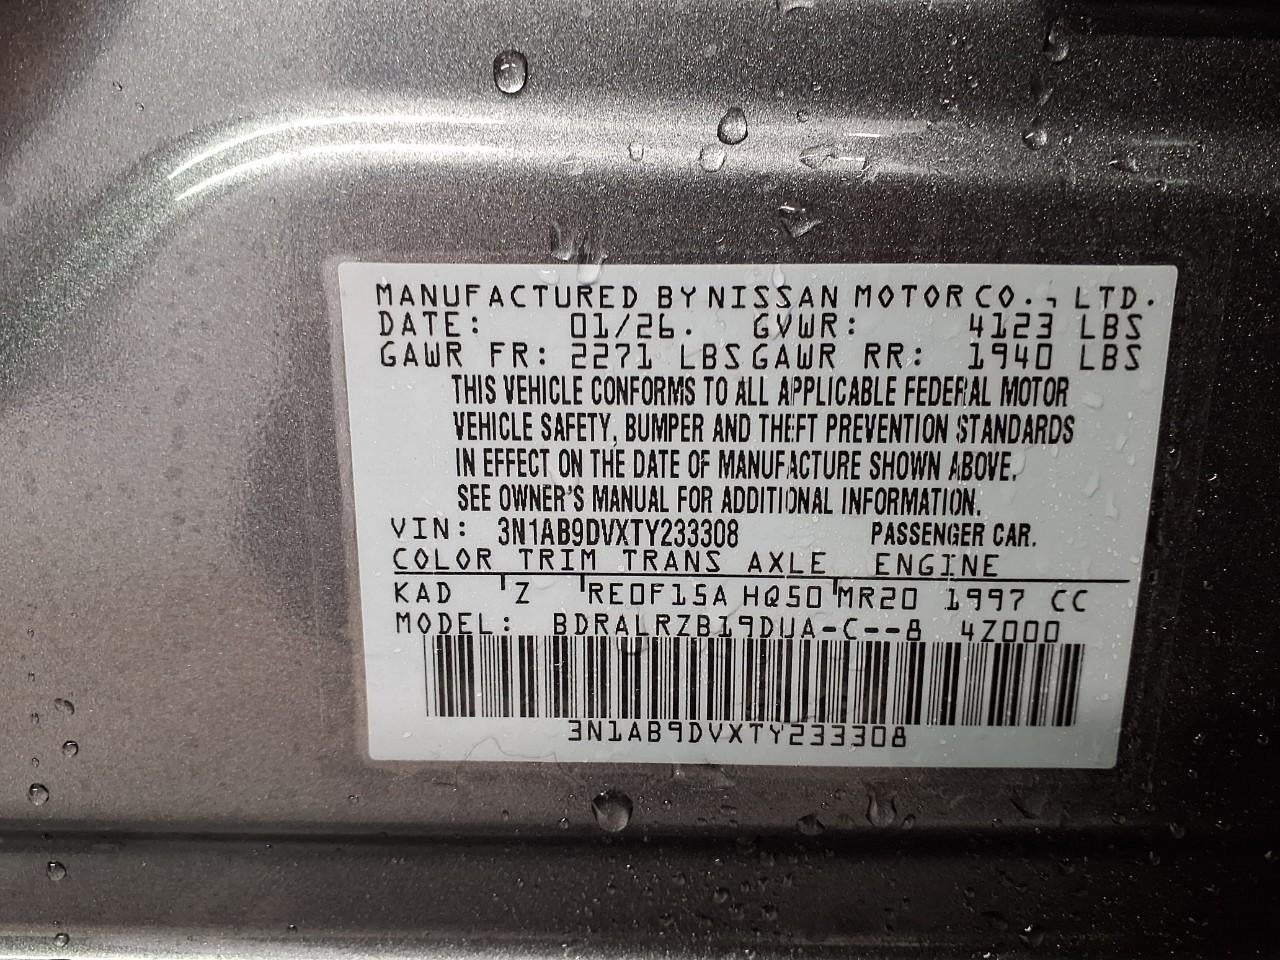 MANUFACTURED BY NISSAN MOTOR CO., LTD.
DATE: 01/26. GVWR: 4123 LBS
GAWR FR: 2271 LBS GAWR RR: 1940 LBS
THIS VEHICLE CONFORMS TO ALL APPLICABLE FEDERAL MOTOR
VEHICLE SAFETY, BUMPER AND THEFT PREVENTION STANDARDS
IN EFFECT ON THE DATE OF MANUFACTURE SHOWN ABOVE.
SEE OWNER'S MANUAL FOR ADDITIONAL INFORMATION.
VIN: 3N1AB9DVXTY233308 PASSENGER CAR.
COLOR TRIM TRANS AXLE ENGINE
KAD Z RE0F15A HQ50 MR20 1997 CC
MODEL: BDRALRZB19DUA-C--8 4Z000
3N1AB9DVXTY233308